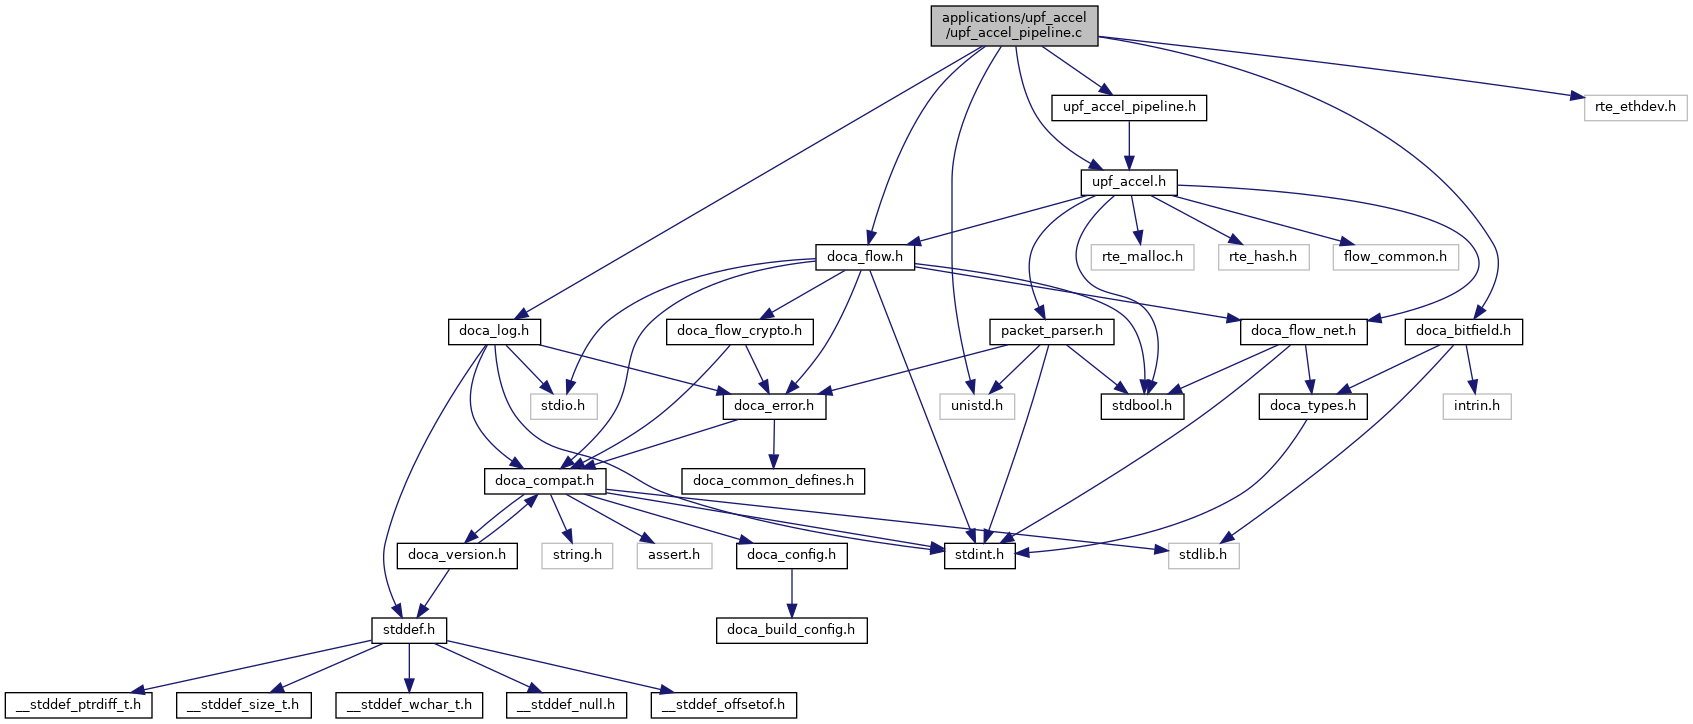 applications/upf_accel
/upf_accel_pipeline.c
upf_accel_pipeline.h
rte_ethdev.h
upf_accel.h
doca_flow.h
rte_malloc.h
rte_hash.h
flow_common.h
doca_log.h
doca_flow_crypto.h
packet_parser.h
doca_flow_net.h
doca_bitfield.h
stdio.h
doca_error.h
unistd.h
stdbool.h
doca_types.h
intrin.h
doca_compat.h
doca_common_defines.h
doca_version.h
string.h
assert.h
doca_config.h
stdint.h
stdlib.h
stddef.h
doca_build_config.h
__stddef_ptrdiff_t.h
__stddef_size_t.h
__stddef_wchar_t.h
__stddef_null.h
__stddef_offsetof.h